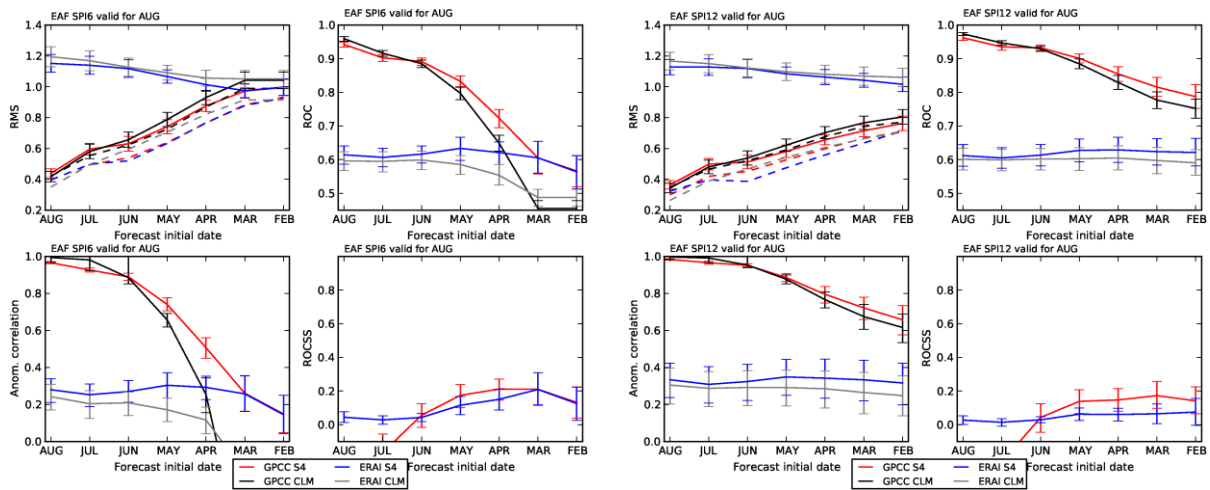 EAF SPI6 valid for AUG
RMS
1.4
1.2
1.0
0.8
0.6
0.4
0.2
AUG JUL JUN MAY APR MAR FEB
Forecast initial date
EAF SPI6 valid for AUG
ROC
1.0
0.9
0.8
0.7
0.6
0.5
AUG JUL JUN MAY APR MAR FEB
Forecast initial date
EAF SPI12 valid for AUG
RMS
1.4
1.2
1.0
0.8
0.6
0.4
0.2
AUG JUL JUN MAY APR MAR FEB
Forecast initial date
EAF SPI12 valid for AUG
ROC
1.0
0.9
0.8
0.7
0.6
0.5
AUG JUL JUN MAY APR MAR FEB
Forecast initial date
EAF SPI6 valid for AUG
Anom. correlation
1.0
0.8
0.6
0.4
0.2
0.0
AUG JUL JUN MAY APR MAR FEB
Forecast initial date
EAF SPI6 valid for AUG
ROCSS
0.8
0.6
0.4
0.2
0.0
AUG JUL JUN MAY APR MAR FEB
Forecast initial date
EAF SPI12 valid for AUG
Anom. correlation
1.0
0.8
0.6
0.4
0.2
0.0
AUG JUL JUN MAY APR MAR FEB
Forecast initial date
EAF SPI12 valid for AUG
ROCSS
0.8
0.6
0.4
0.2
0.0
AUG JUL JUN MAY APR MAR FEB
Forecast initial date
GPCC S4 ERAI S4
GPCC CLM ERAI CLM
GPCC S4 ERAI S4
GPCC CLM ERAI CLM